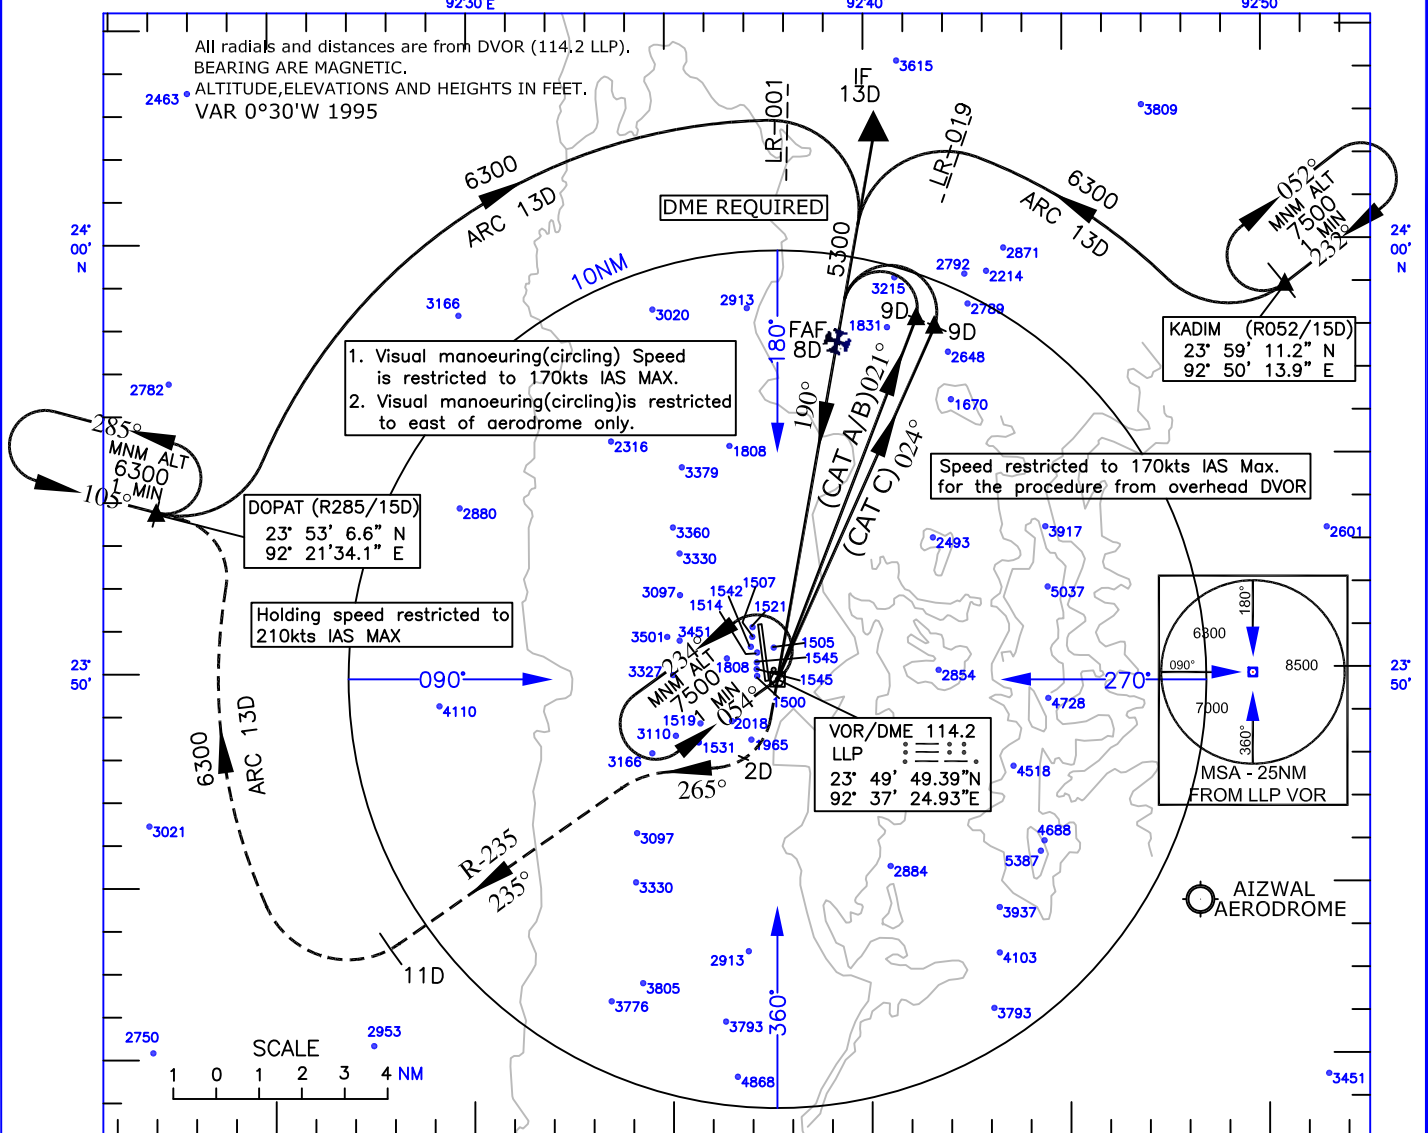 92°30'E
92°40
92°50
All radials and distances are from DVOR (114.2 LLP).
BEARING ARE MAGNETIC.
ALTITUDE,ELEVATIONS AND HEIGHTS IN FEET.
VAR 0°30'W 1995
2463
3615
3809
IF
13D
LR-001
LR-019
6300
ARC 13D
6300
ARC 13D
052°
MNM ALT
7500
1 MIN
232°
DME REQUIRED
24°
00'
N
24°
00'
N
10NM
5300
2871
2792
2214
2789
3215
3166
3020
2913
180°
FAF
8D
1831
9D
9D
2648
KADIM (R052/15D)
23° 59' 11.2" N
92° 50' 13.9" E
1. Visual manoeuring(circling) Speed
is restricted to 170kts IAS MAX.
2. Visual manoeuring(circling)is restricted
to east of aerodrome only.
2782
190°
(CAT A/B)021°
(CAT C) 024°
1670
285°
MNM ALT
6300
1 MIN
105°
2316
1808
3379
Speed restricted to 170kts IAS Max.
for the procedure from overhead DVOR
DOPAT (R285/15D)
23° 53' 6.6" N
92° 21'34.1" E
2880
3360
3330
2493
3917
2601
3097
1542
1507
1514
1521
5037
Holding speed restricted to
210kts IAS MAX
3501
3451
1505
1545
1545
1500
3327
1808
234°
MNM ALT
7500
1 MIN
054°
2854
180°
6300
090°
8500
7000
360°
MSA - 25NM
FROM LLP VOR
23°
50'
23°
50'
090°
270°
4110
4728
1519
2018
3110
1531
1965
3166
2D
265°
VOR/DME 114.2
LLP
23° 49' 49.39"N
92° 37' 24.93"E
4518
6300
ARC 13D
3021
3097
4688
5387
R-235
235°
3330
2884
AIZWAL
AERODROME
3937
11D
2913
4103
3805
3776
3793
360°
3793
2750
2953
SCALE
1 0 1 2 3 4 NM
4868
3451